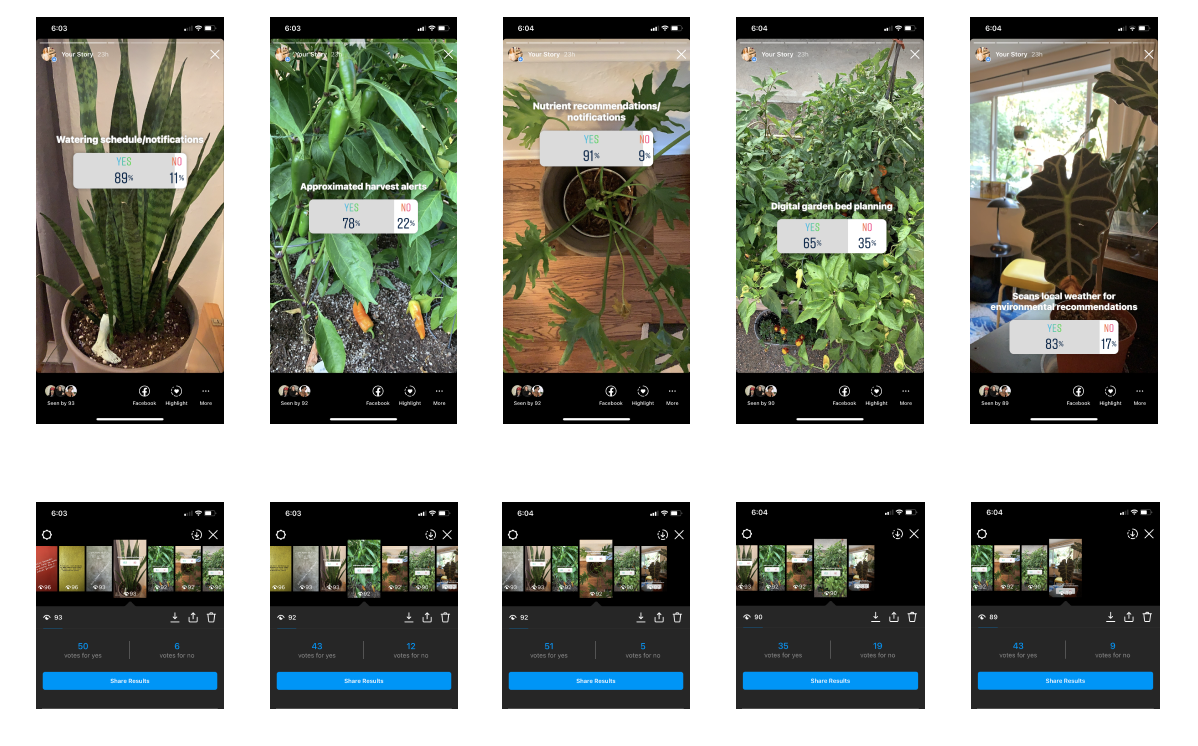 6:03
Your Story 23h
Watering schedule/notifications
YES NO
89% 11%
Seen by 93
Facebook
Highlight
More
6:03
Your Story 23h
Approximated harvest alerts
YES NO
78% 22%
Seen by 92
Facebook
Highlight
More
6:04
Your Story 23h
Nutrient recommendations/
notifications
YES NO
91% 9%
Seen by 92
Facebook
Highlight
More
6:04
Your Story 23h
Digital garden bed planning
YES NO
65% 35%
Seen by 90
Facebook
Highlight
More
6:04
Your Story 23h
Scans local weather for
environmental recommendations
YES NO
83% 17%
Seen by 89
Facebook
Highlight
More
6:03
96 96 93 93 92 92 90
93
50 6
votes for yes votes for no
Share Results
6:03
96 93 93 92 92 90
92
43 12
votes for yes votes for no
Share Results
6:04
93 93 92 92 90
92
51 5
votes for yes votes for no
Share Results
6:04
93 92 92 90
90
35 19
votes for yes votes for no
Share Results
6:04
92 92 90
89
43 9
votes for yes votes for no
Share Results